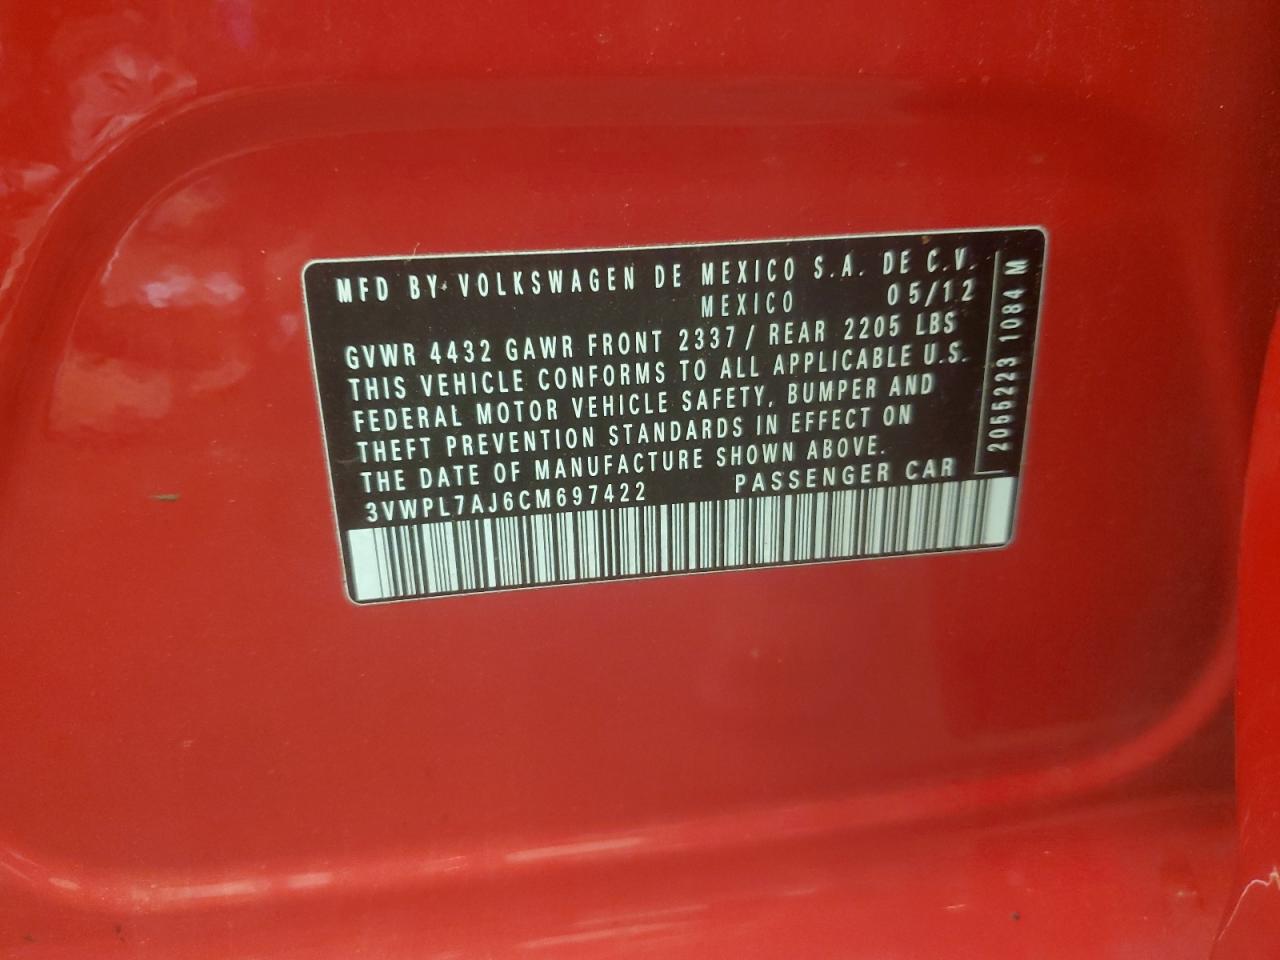 MFD BY VOLKSWAGEN DE MEXICO S.A. DE C.V.
MEXICO 05/12
GVWR 4432 GAWR FRONT 2337/ REAR 2205 LBS
THIS VEHICLE CONFORMS TO ALL APPLICABLE U.S.
FEDERAL MOTOR VEHICLE SAFETY, BUMPER AND
THEFT PREVENTION STANDARDS IN EFFECT ON
THE DATE OF MANUFACTURE SHOWN ABOVE.
3VWPL7AJ6CM697422 PASSENGER CAR
2055223 1084 M